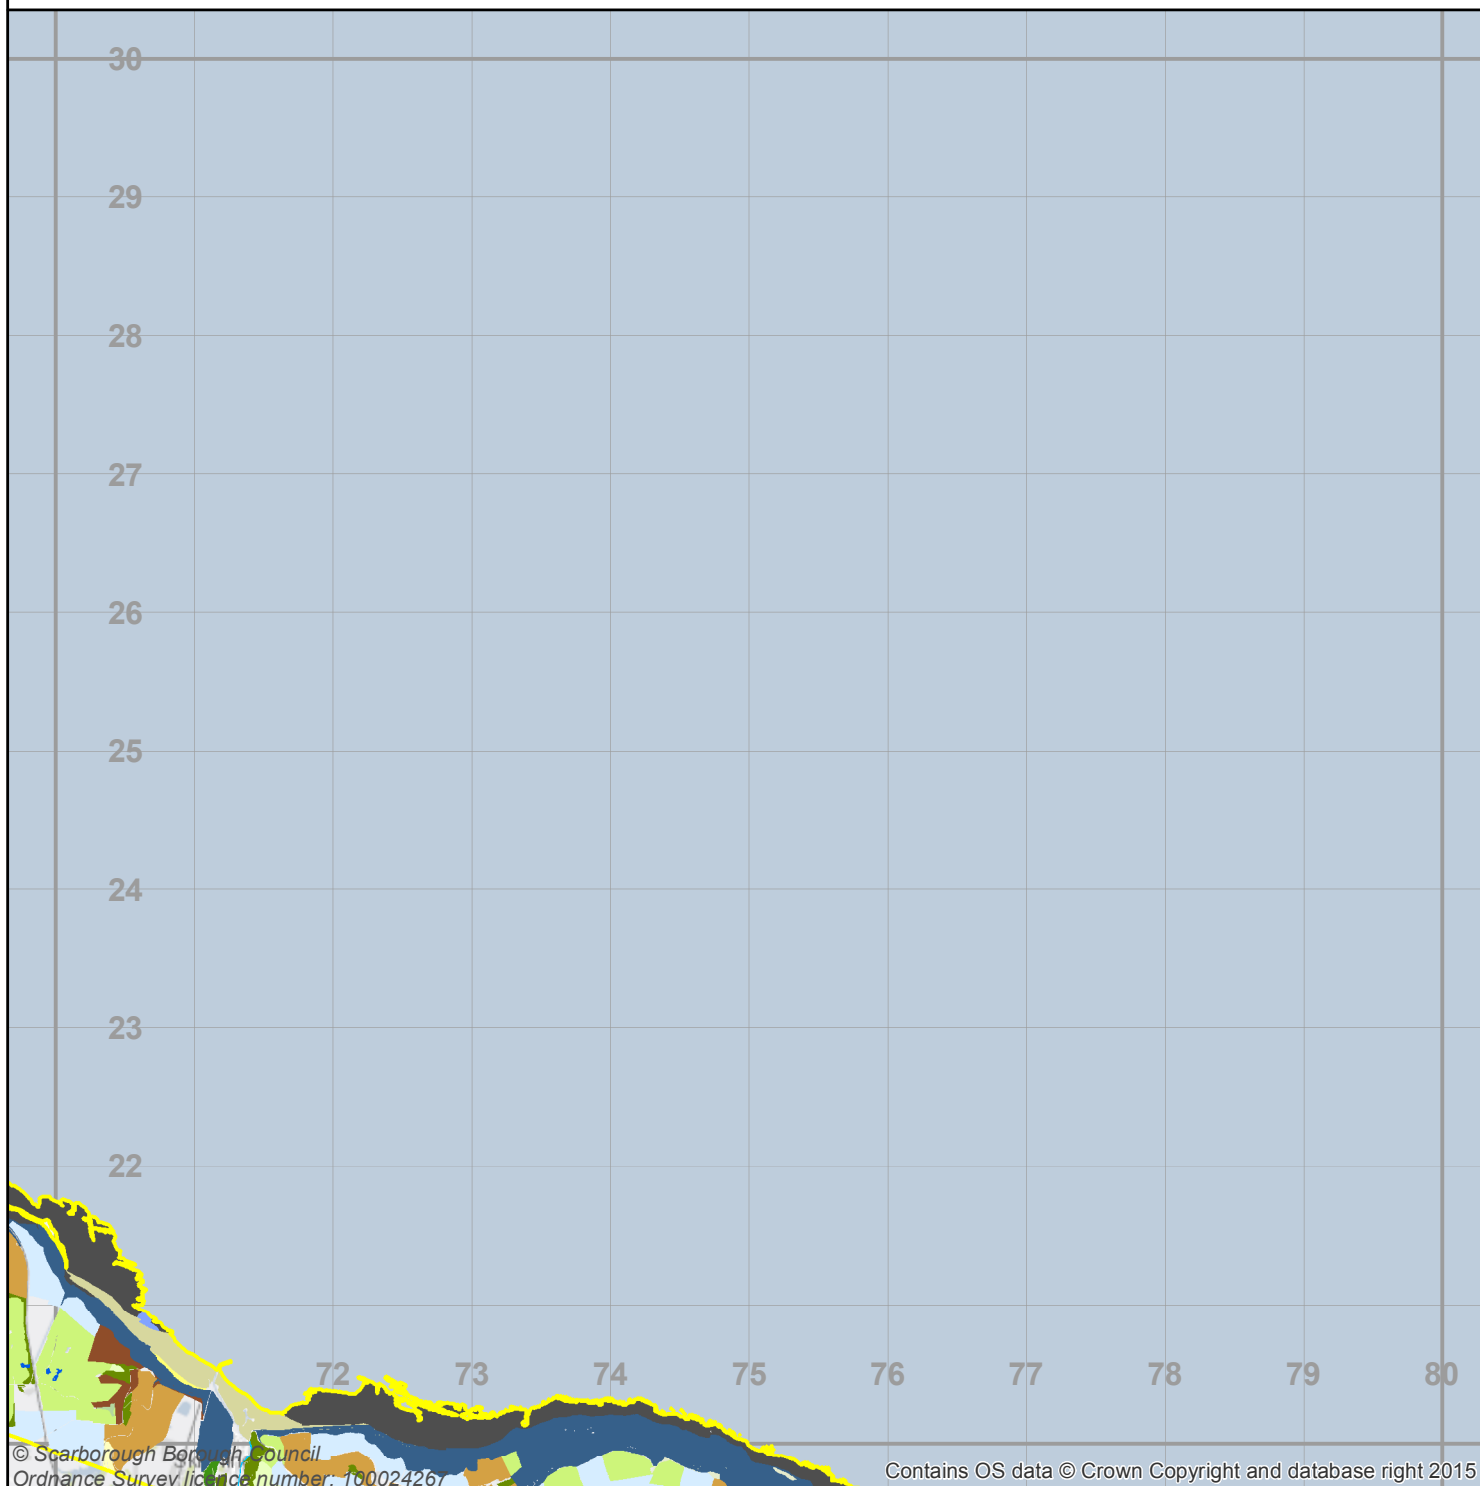 30
29
28
27
26
25
24
23
22
72 73 74 75 76 77 78 79 80
© Scarborough Borough Council
Ordnance Survey licence number: 100024267
Contains OS data © Crown Copyright and database right 2015